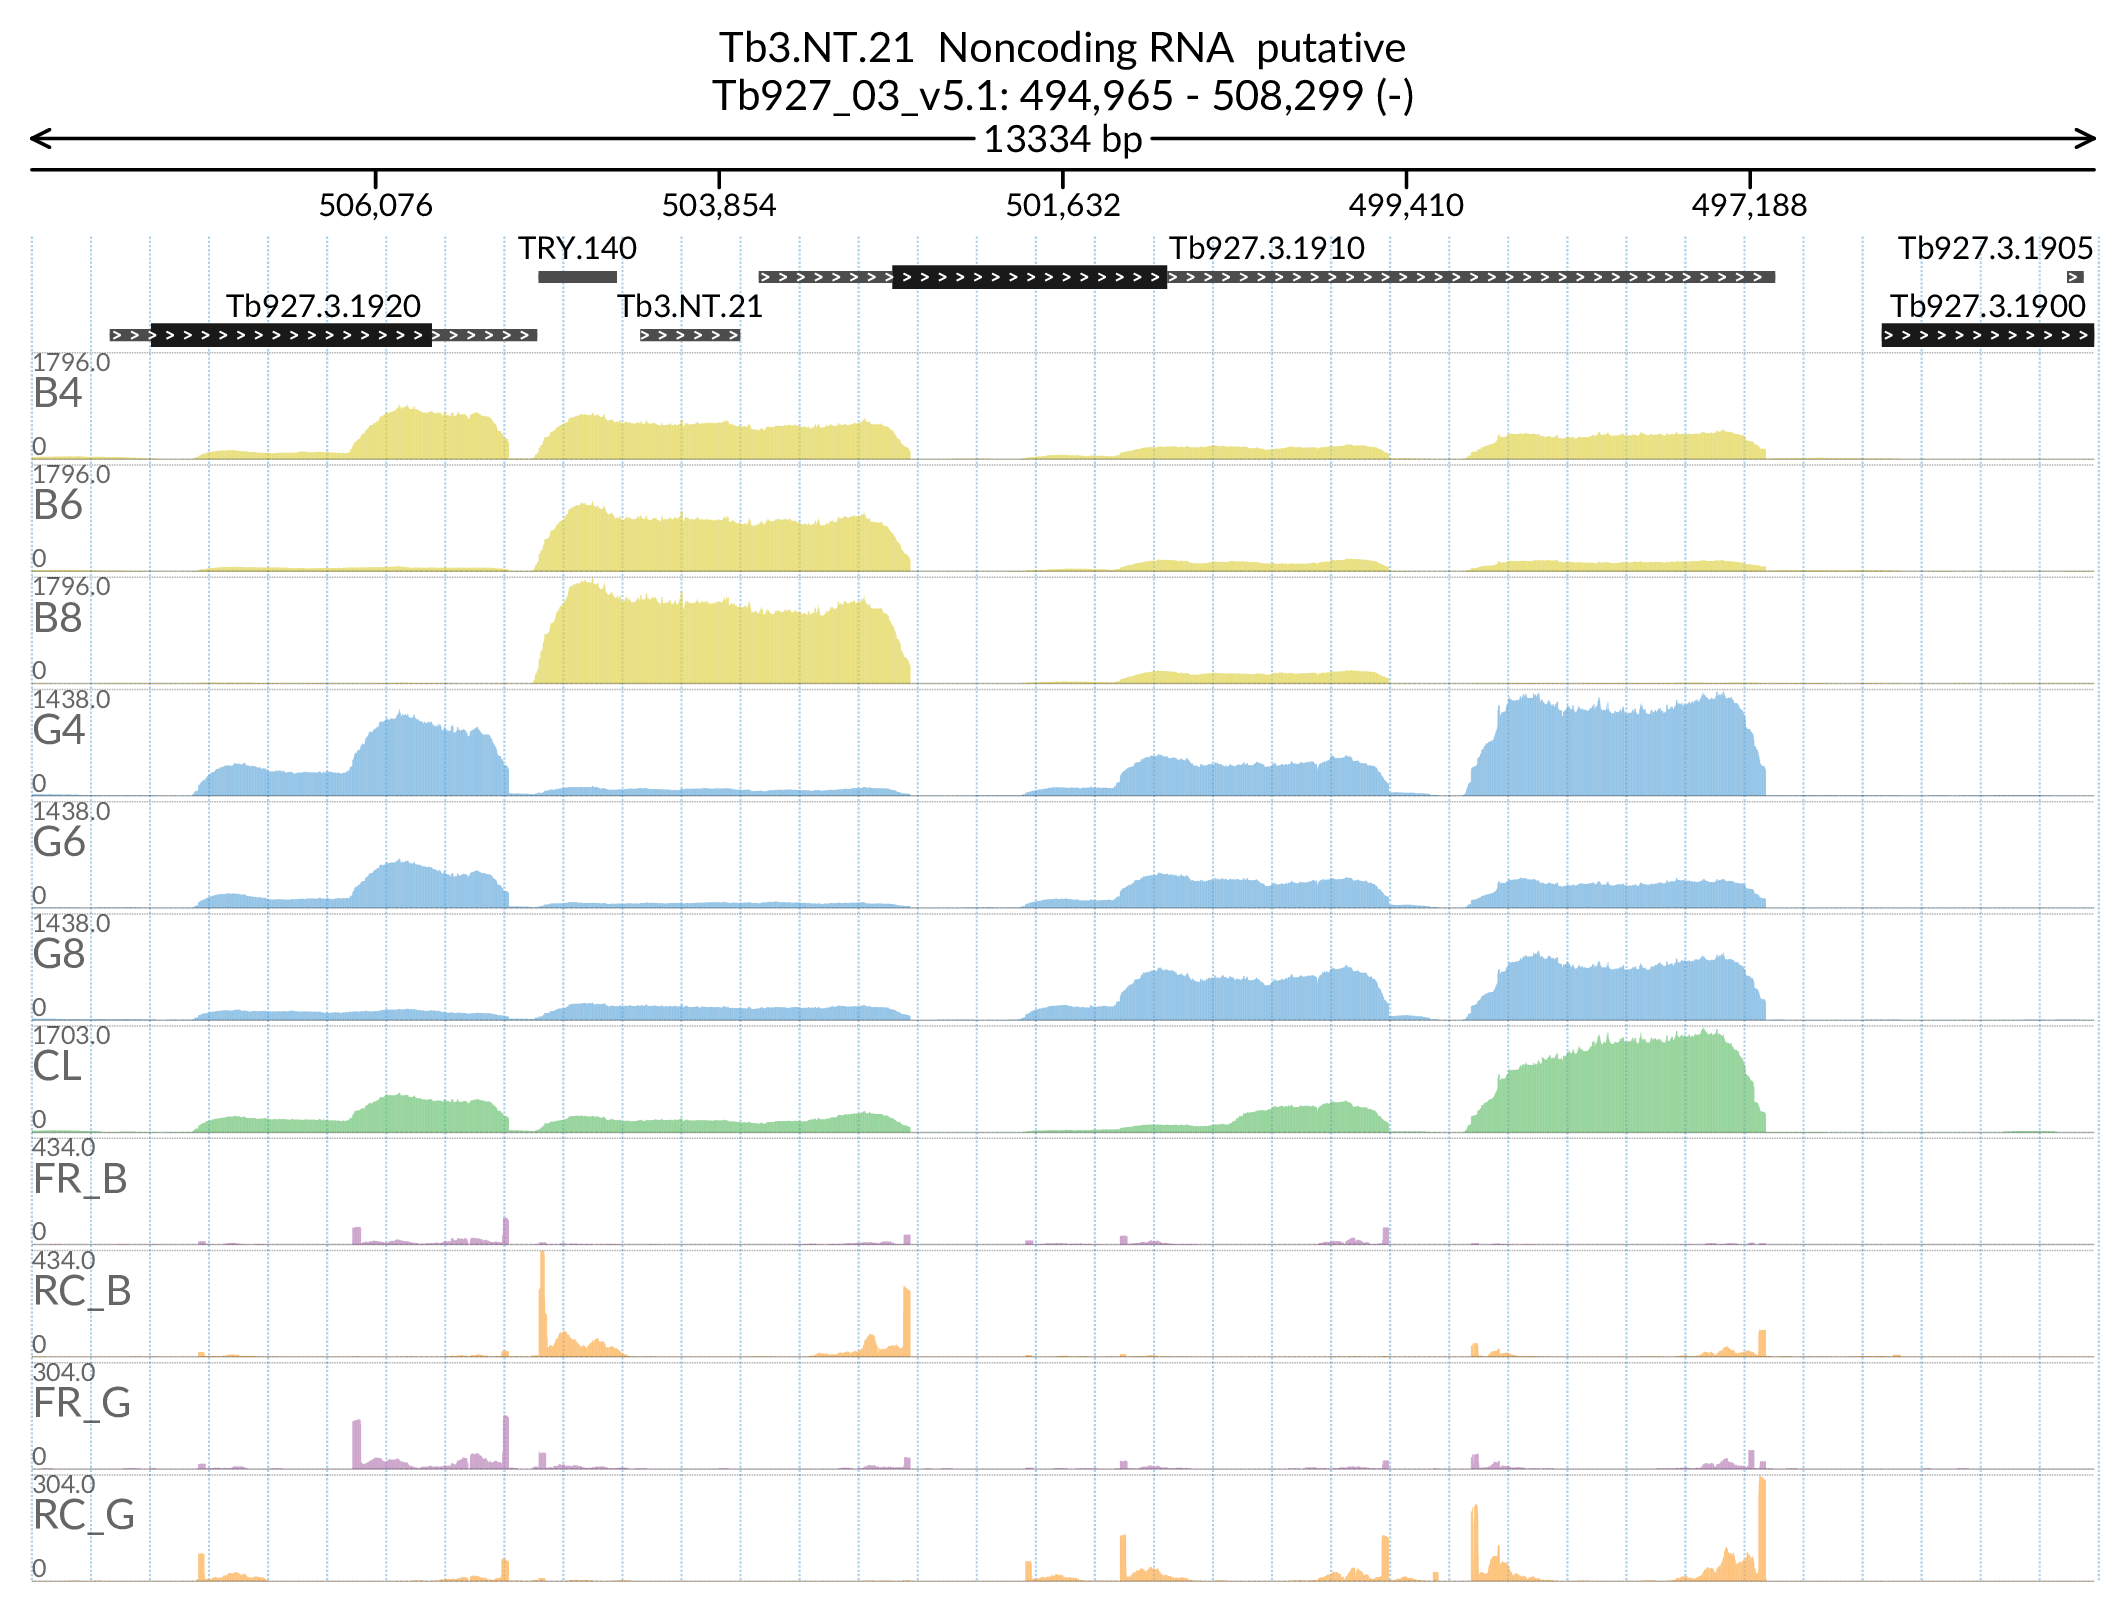 Tb3.NT.21 Noncoding RNA putative
Tb927_03_v5.1: 494,965 - 508,299 (-)
13334 bp
506,076 503,854 501,632 499,410 497,188
TRY.140 Tb927.3.1910 Tb927.3.1905
Tb927.3.1920 Tb3.NT.21 Tb927.3.1900
1796.0
B4
0
1796.0
B6
0
1796.0
B8
0
1438.0
G4
0
1438.0
G6
0
1438.0
G8
0
1703.0
CL
0
434.0
FR_B
0
434.0
RC_B
0
304.0
FR_G
0
304.0
RC_G
0